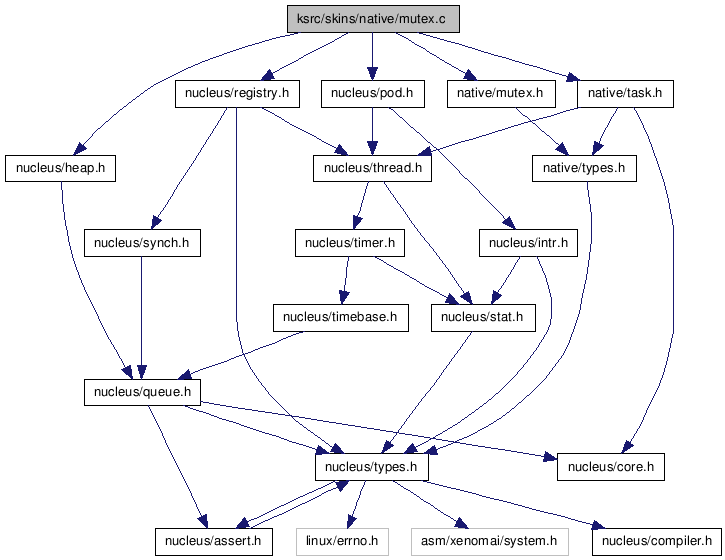 ksrc/skins/native/mutex.c
nucleus/registry.h
nucleus/pod.h
native/mutex.h
native/task.h
nucleus/heap.h
nucleus/thread.h
native/types.h
nucleus/synch.h
nucleus/timer.h
nucleus/intr.h
nucleus/timebase.h
nucleus/stat.h
nucleus/queue.h
nucleus/types.h
nucleus/core.h
nucleus/assert.h
linux/errno.h
asm/xenomai/system.h
nucleus/compiler.h